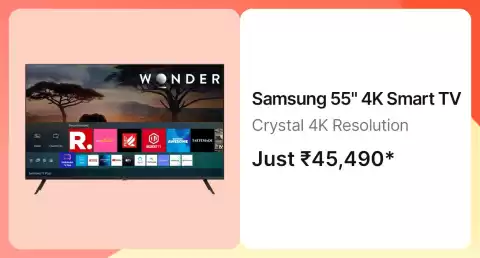 WONDER
R.
Samsung 55" 4K Smart TV
Crystal 4K Resolution
Just ₹45,490*